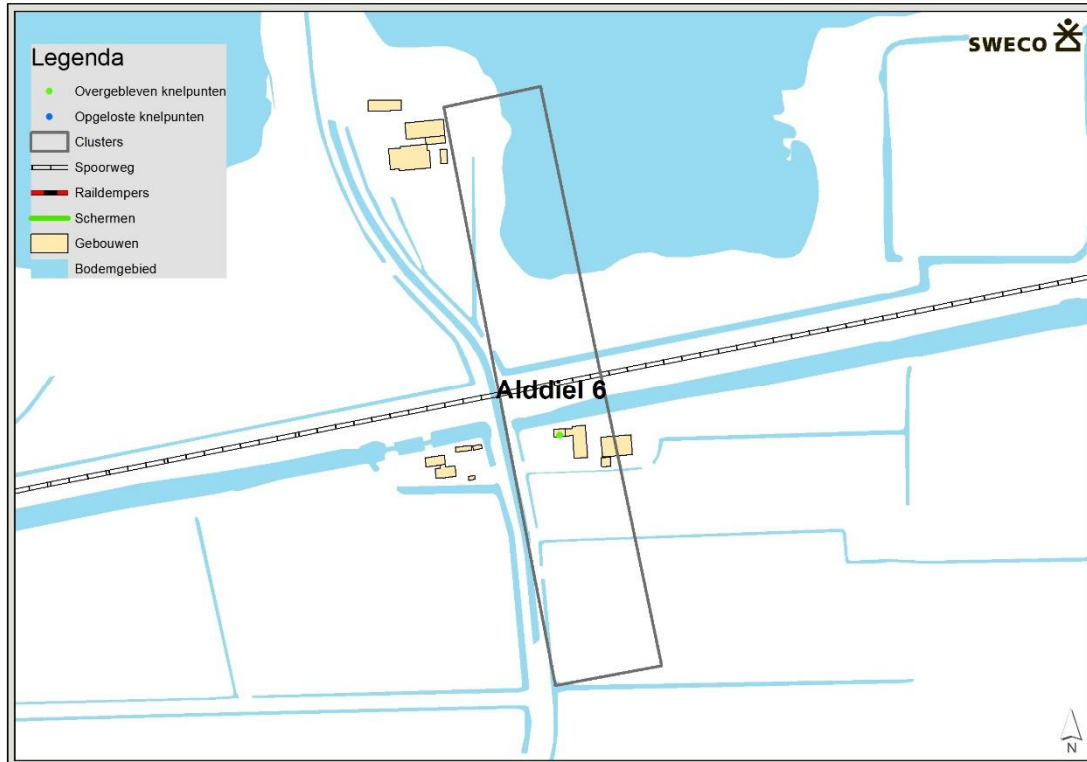 SWECO
Legenda
Overgebleven knelpunten
Opgeloste knelpunten
Clusters
Spoorweg
Raildempers
Schermen
Gebouwen
Bodemgebied
Alddiel 6
N